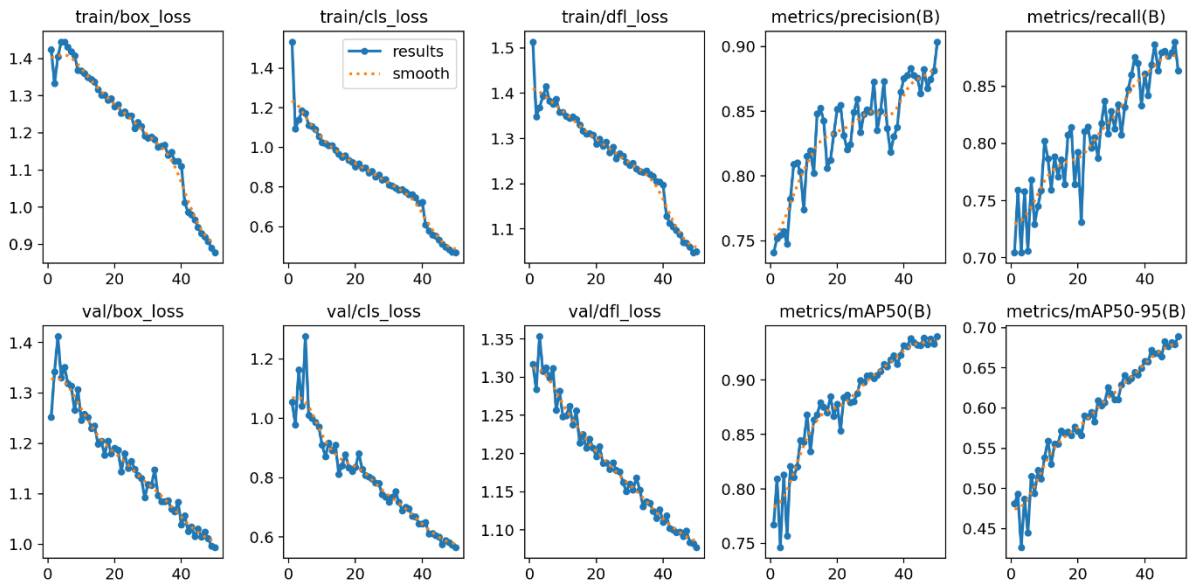 train/box_loss
train/cls_loss
train/dfl_loss
metrics/precision(B)
metrics/recall(B)
results
smooth
1.4
1.3
1.2
1.1
1.0
0.9
0 20 40
1.4
1.2
1.0
0.8
0.6
0 20 40
1.5
1.4
1.3
1.2
1.1
0 20 40
0.90
0.85
0.80
0.75
0 20 40
0.85
0.80
0.75
0.70
0 20 40
val/box_loss
val/cls_loss
val/dfl_loss
metrics/mAP50(B)
metrics/mAP50-95(B)
1.4
1.3
1.2
1.1
1.0
0 20 40
1.2
1.0
0.8
0.6
0 20 40
1.35
1.30
1.25
1.20
1.15
1.10
0 20 40
0.90
0.85
0.80
0.75
0 20 40
0.70
0.65
0.60
0.55
0.50
0.45
0 20 40